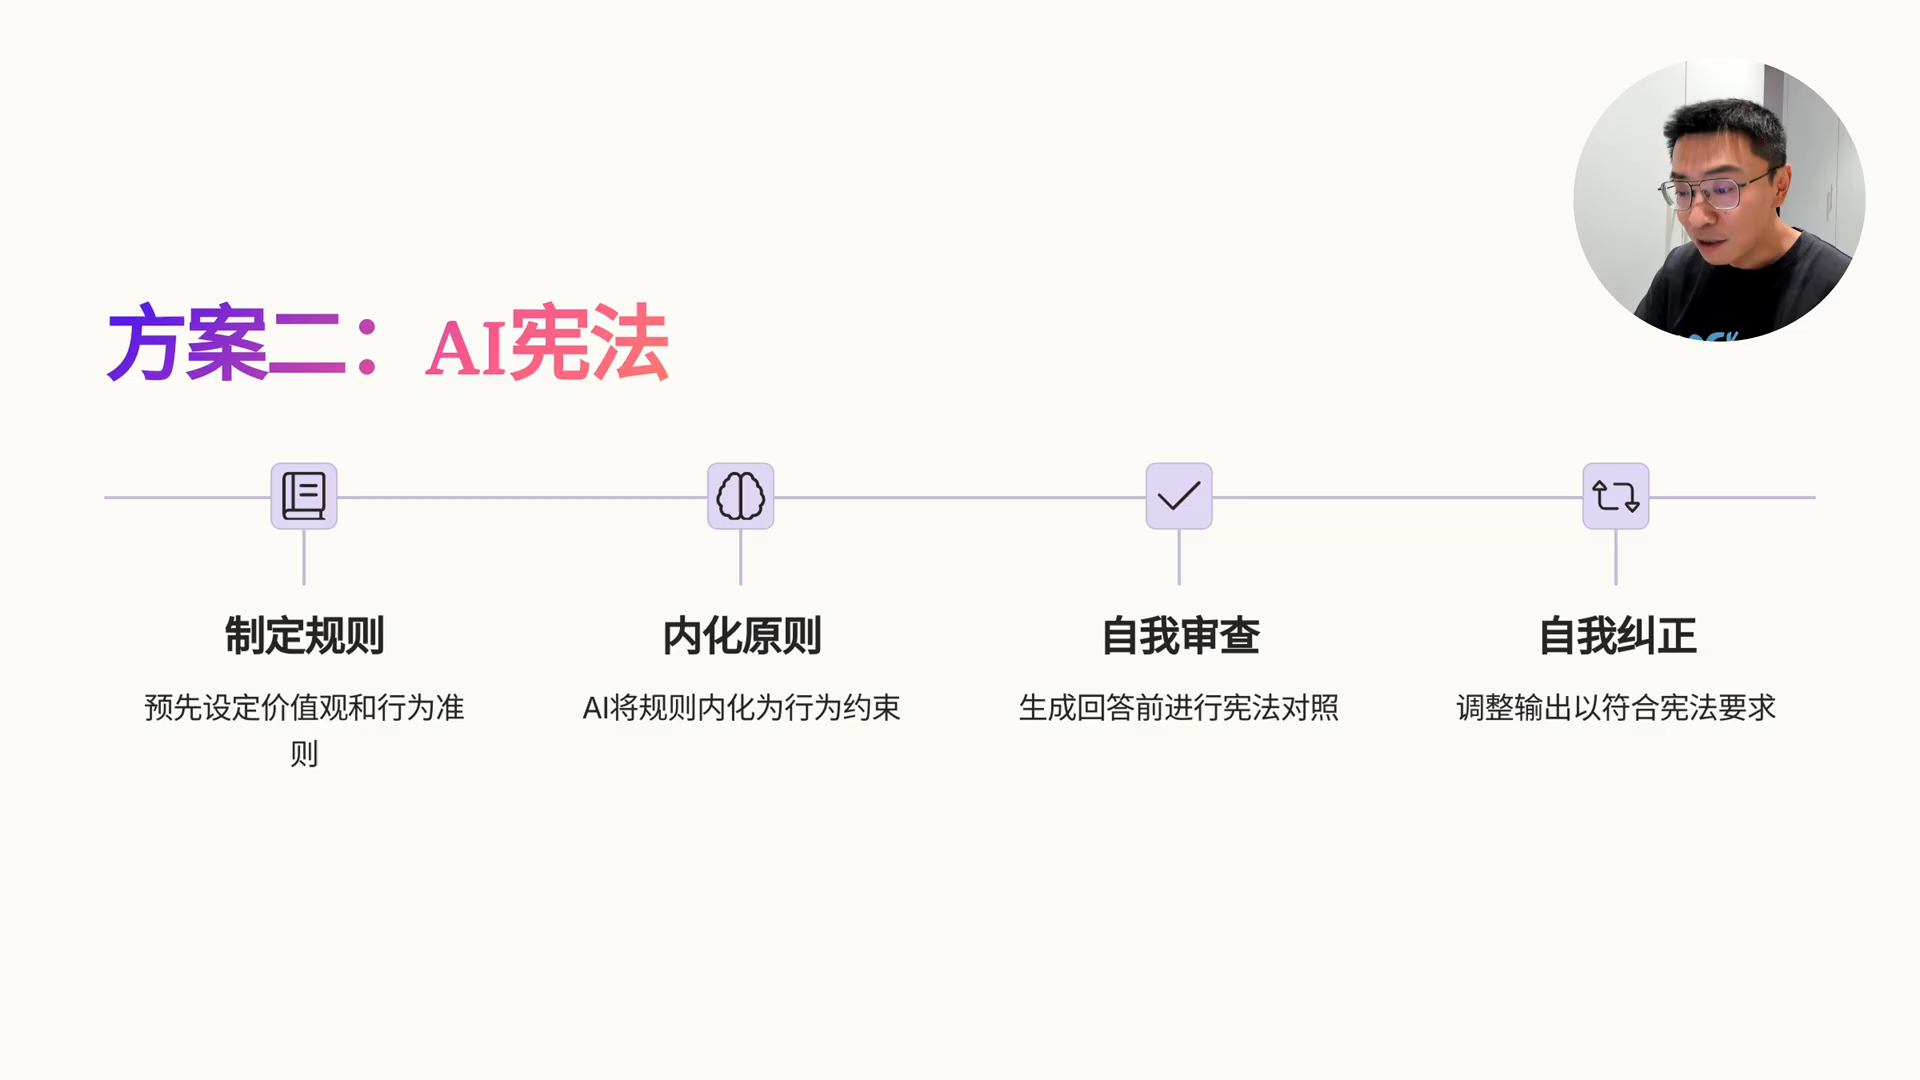 方案二：AI宪法
制定规则
预先设定价值观和行为准
则
内化原则
AI将规则内化为行为约束
自我审查
生成回答前进行宪法对照
自我纠正
调整输出以符合宪法要求